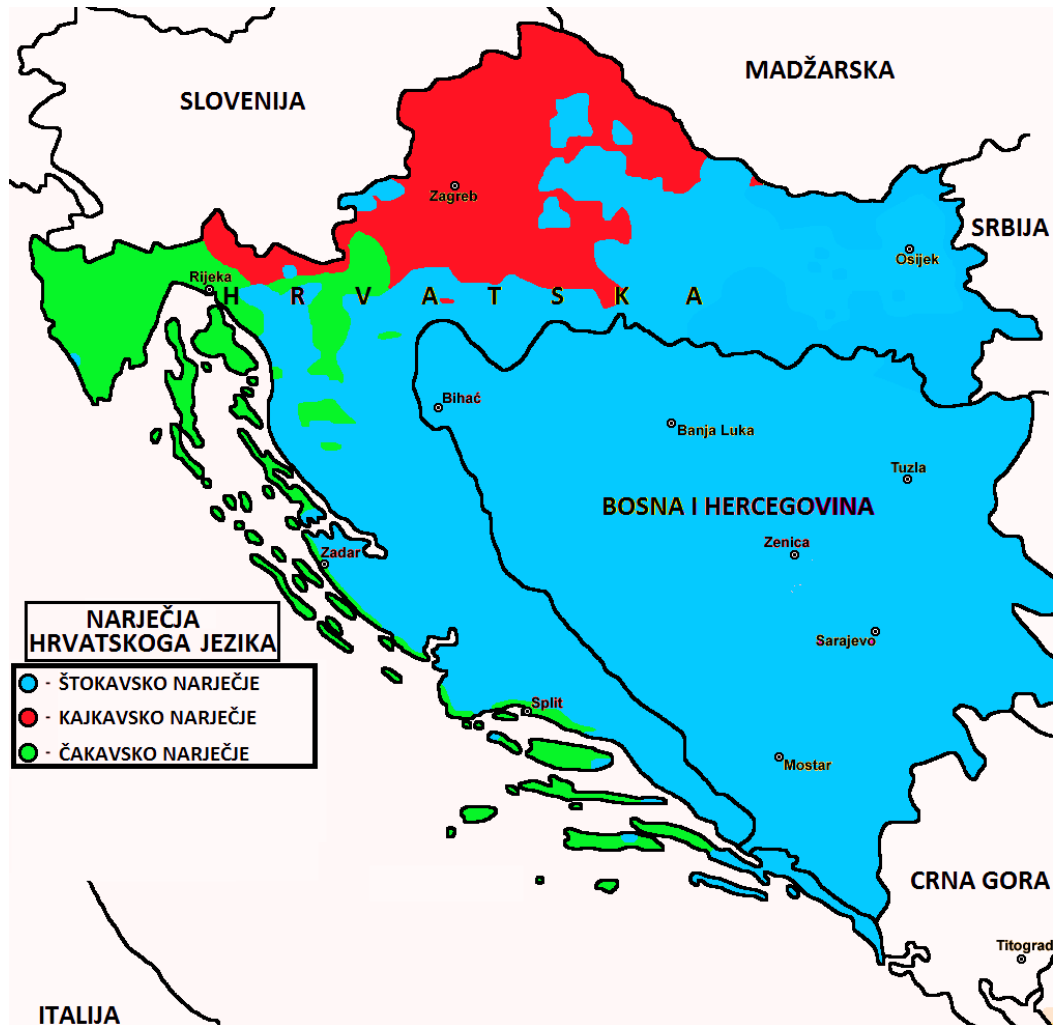 MADŽARSKA
SLOVENIJA
Zagreb
SRBIJA
Osijek
Rijeka
H R V A T S K A
Bihać
Banja Luka
Tuzla
BOSNA I HERCEGOVINA
Zenica
Zadar
NARJEČJA
HRVATSKOGA JEZIKA
- ŠTOKAVSKO NARJEČJE
- KAJKAVSKO NARJEČJE
- ČAKAVSKO NARJEČJE
Sarajevo
Split
Mostar
CRNA GORA
Titograd
ITALIJA